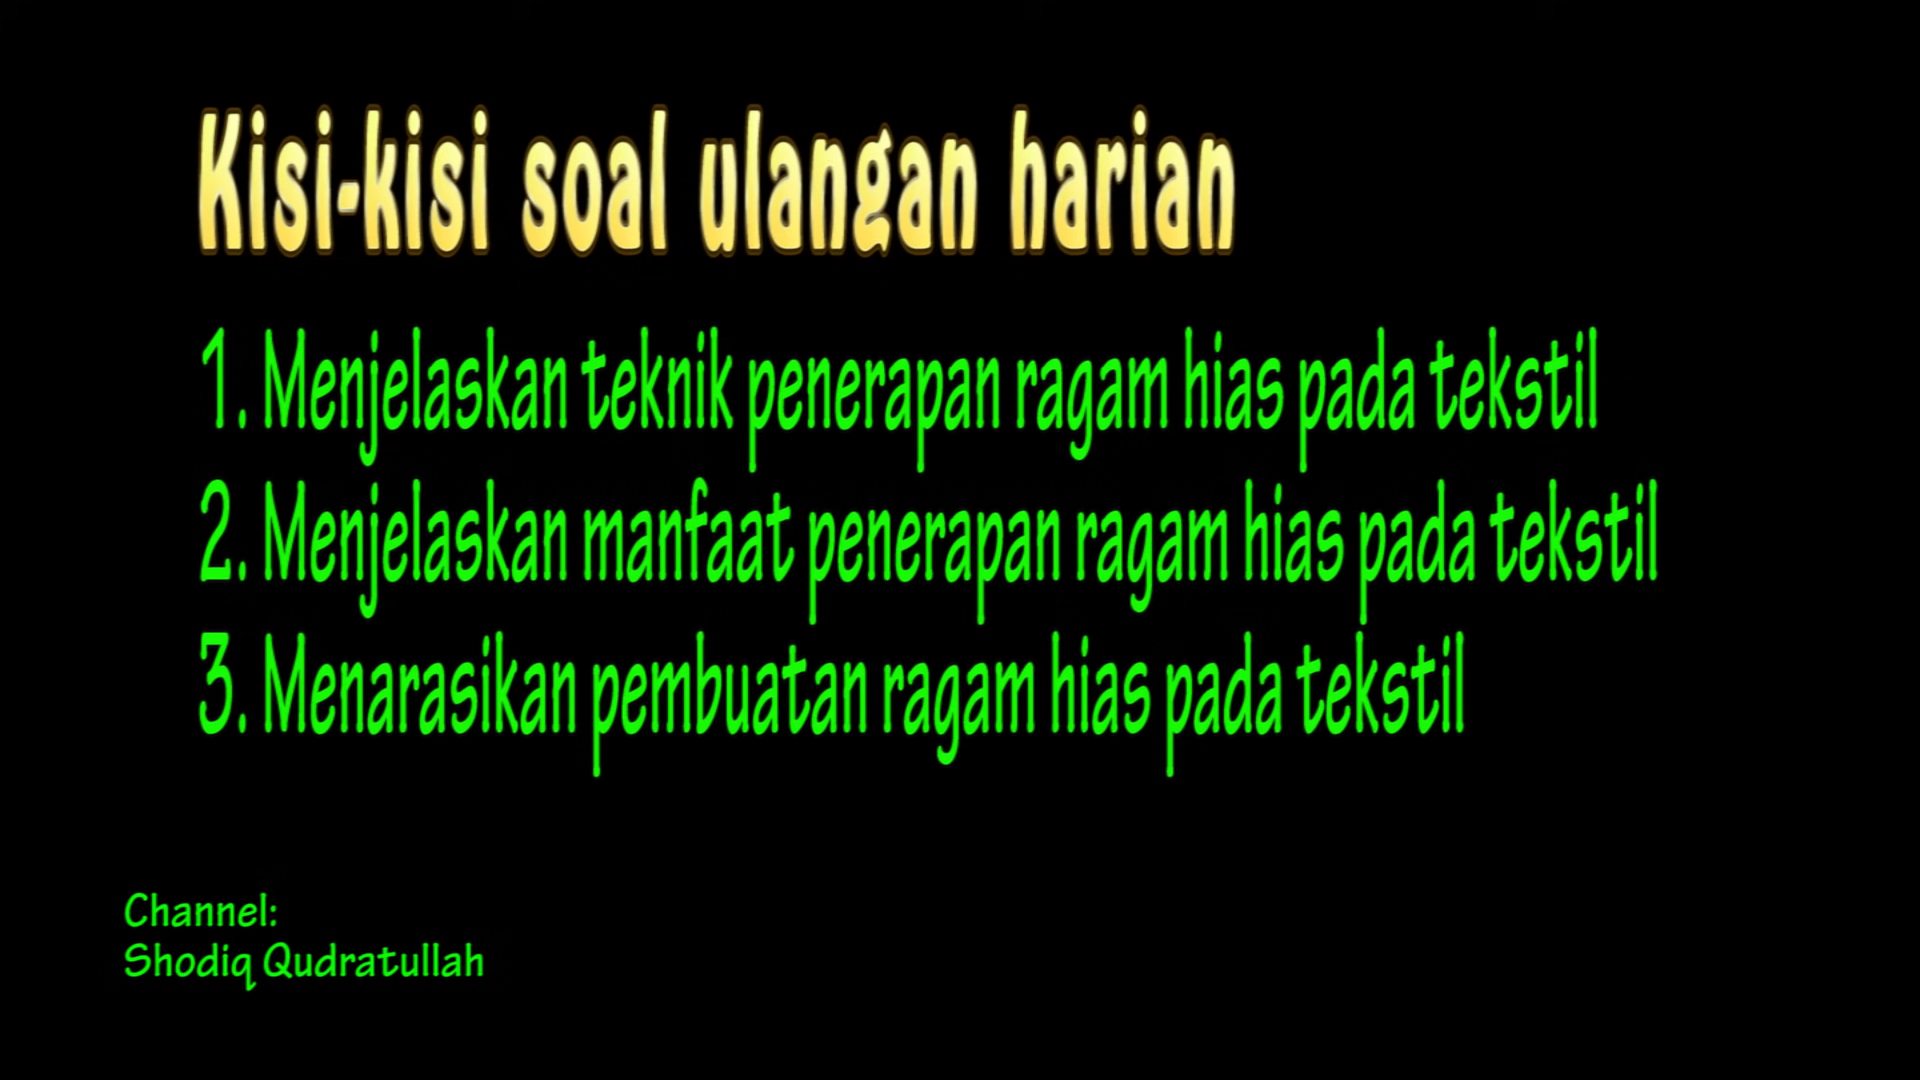 Kisi-kisi soal ulangan harian
1. Menjelaskan teknik penerapan ragam hias pada tekstil
2. Menjelaskan manfaat penerapan ragam hias pada tekstil
3. Menarasikan pembuatan ragam hias pada tekstil
Channel:
Shodiq Qudratullah